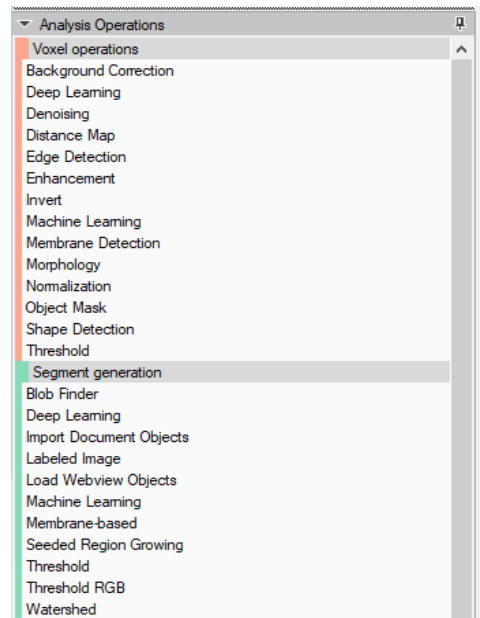 Analysis Operations
Voxel operations
Background Correction
Deep Learning
Denoising
Distance Map
Edge Detection
Enhancement
Invert
Machine Learning
Membrane Detection
Morphology
Normalization
Object Mask
Shape Detection
Threshold
Segment generation
Blob Finder
Deep Learning
Import Document Objects
Labeled Image
Load Webview Objects
Machine Learning
Membrane-based
Seeded Region Growing
Threshold
Threshold RGB
Watershed